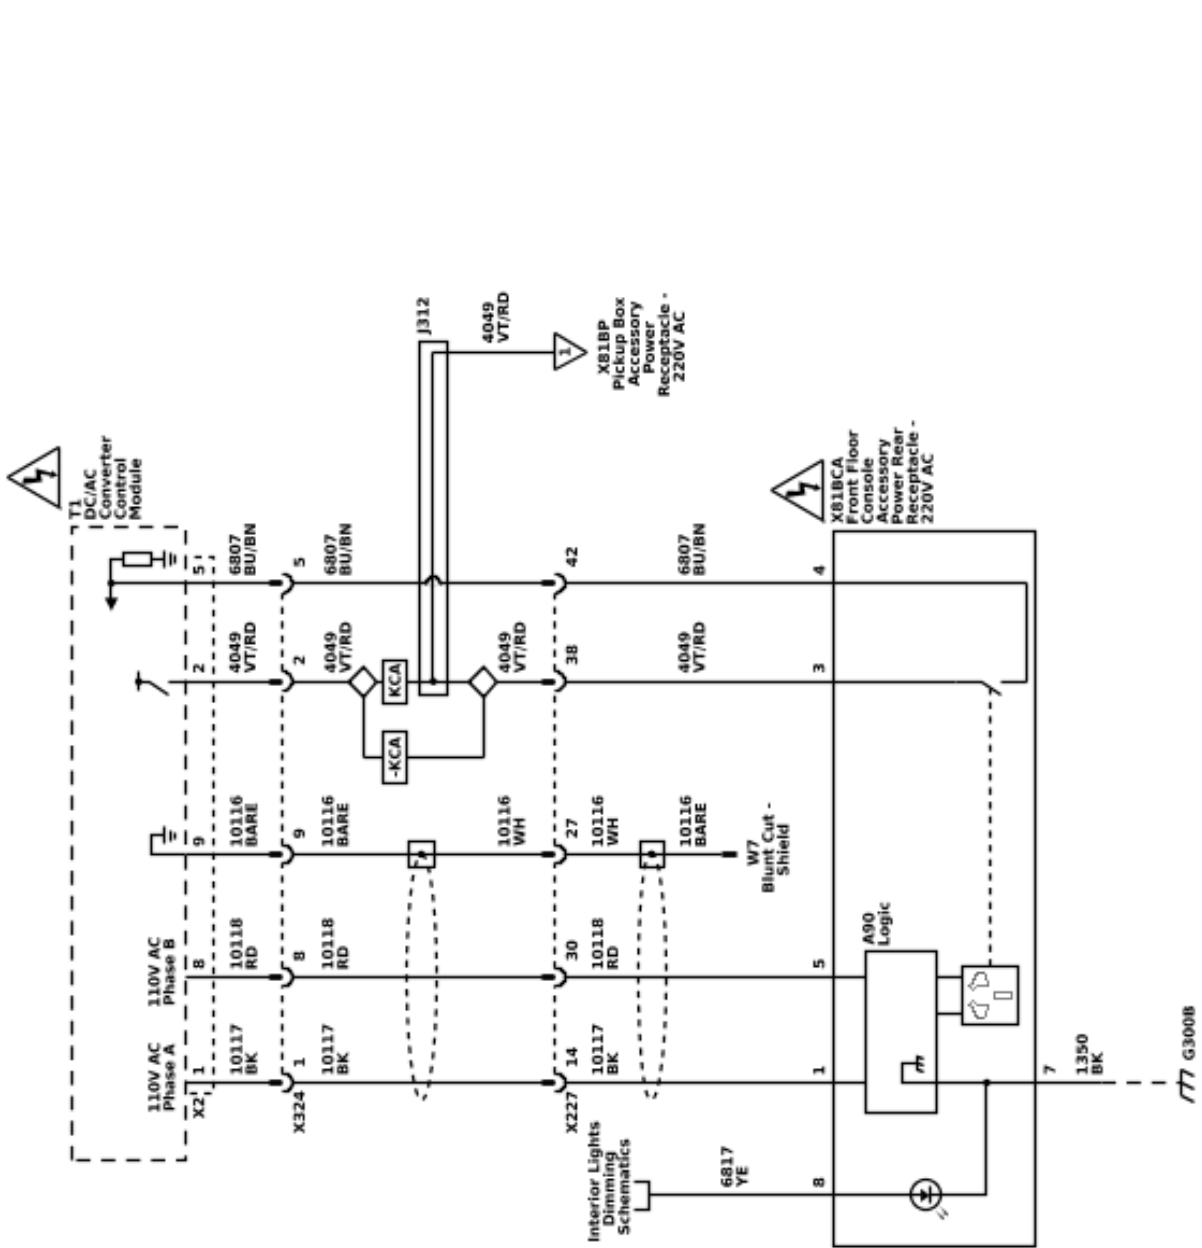 T1
DC/AC
Converter
Control
Module
110V AC
Phase A
110V AC
Phase B
X2
1
8
9
2
5
10117
BK
10118
RD
10116
BARE
4049
VT/RD
6807
BU/BN
X324
1
8
9
2
5
10117
BK
10118
RD
10116
BARE
4049
VT/RD
6807
BU/BN
-KCA
KCA
J312
4049
VT/RD
10116
WH
4049
VT/RD
1
X227
14
30
27
38
42
10117
BK
10118
RD
10116
WH
X81BP
Pickup Box
Accessory
Power
Receptacle -
220V AC
Interior Lights
Dimming
Schematics
10116
BARE
4049
VT/RD
6807
BU/BN
6817
YE
W7
Blunt Cut -
Shield
8
1
5
3
4
X81BCA
Front Floor
Console
Accessory
Power Rear
Receptacle -
220V AC
A90
Logic
7
1350
BK
G300B